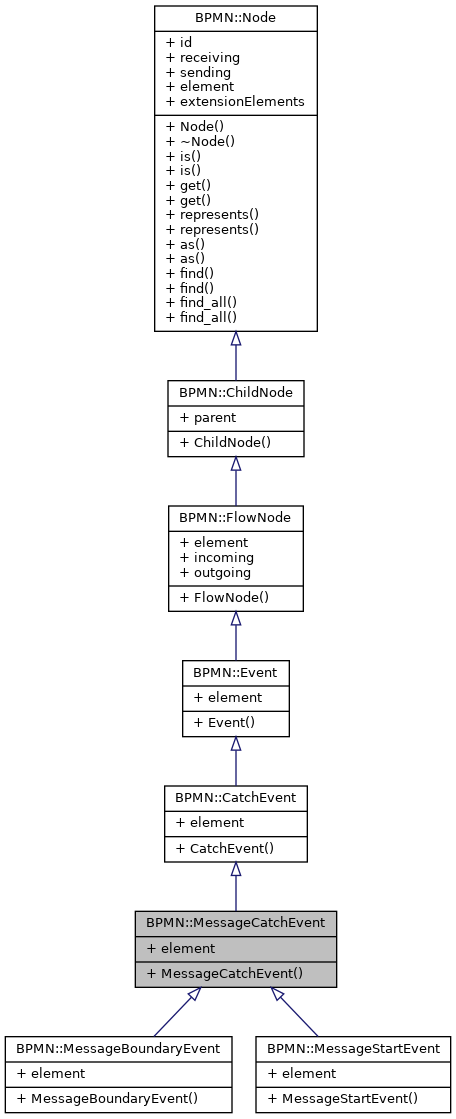 BPMN::Node
+ id
+ receiving
+ sending
+ element
+ extensionElements
+ Node()
+ ~Node()
+ is()
+ is()
+ get()
+ get()
+ represents()
+ represents()
+ as()
+ as()
+ find()
+ find()
+ find_all()
+ find_all()
BPMN::ChildNode
+ parent
+ ChildNode()
BPMN::FlowNode
+ element
+ incoming
+ outgoing
+ FlowNode()
BPMN::Event
+ element
+ Event()
BPMN::CatchEvent
+ element
+ CatchEvent()
BPMN::MessageCatchEvent
+ element
+ MessageCatchEvent()
BPMN::MessageBoundaryEvent
+ element
+ MessageBoundaryEvent()
BPMN::MessageStartEvent
+ element
+ MessageStartEvent()